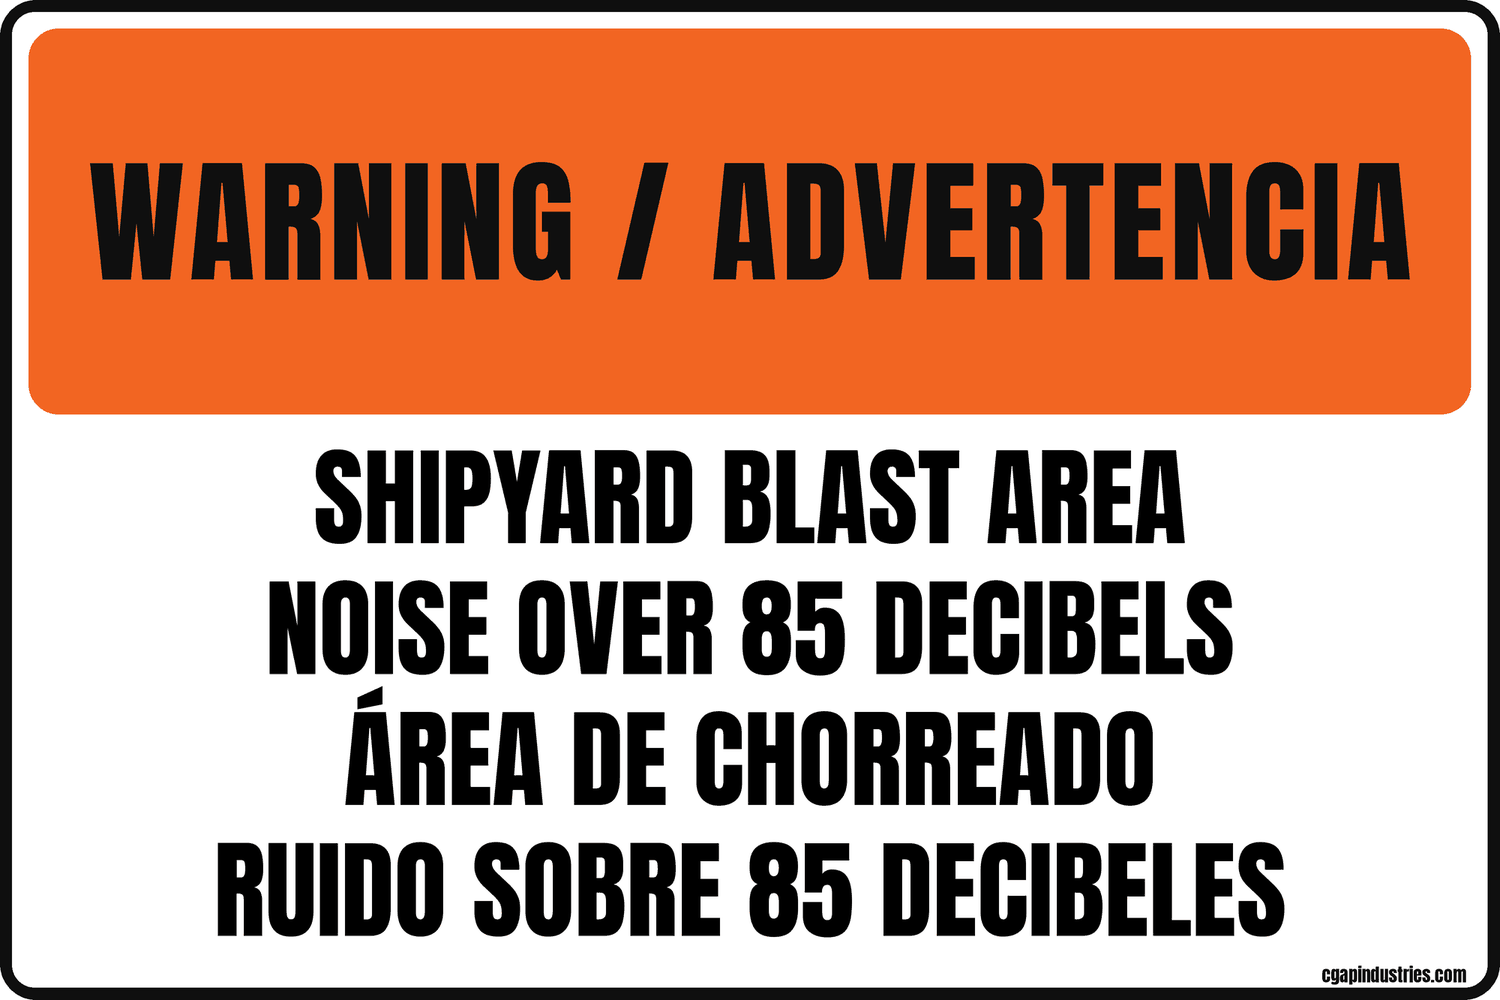 WARNING / ADVERTENCIA
SHIPYARD BLAST AREA
NOISE OVER 85 DECIBELS
ÁREA DE CHORREADO
RUIDO SOBRE 85 DECIBELES
cgapindustries.com